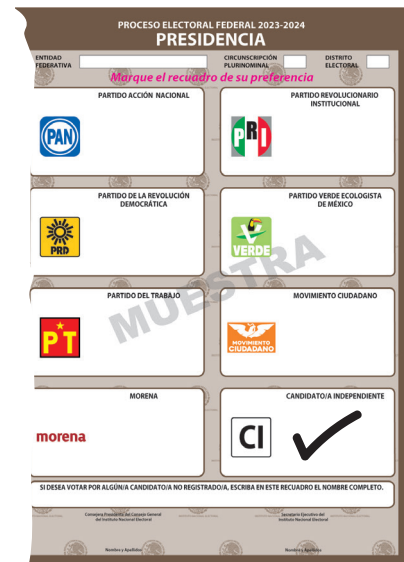 PROCESO ELECTORAL FEDERAL 2023-2024
PRESIDENCIA
ENTIDAD
FEDERATIVA
CIRCUNSCRIPCIÓN
PLURINOMINAL
DISTRITO
ELECTORAL
Marque el recuadro de su preferencia
PARTIDO ACCIÓN NACIONAL
PAN
PARTIDO REVOLUCIONARIO
INSTITUCIONAL
PRI
PARTIDO DE LA REVOLUCIÓN
DEMOCRÁTICA
PRD
PARTIDO VERDE ECOLOGISTA
DE MÉXICO
VERDE
MUESTRA
PARTIDO DEL TRABAJO
PT
MOVIMIENTO CIUDADANO
MOVIMIENTO
CIUDADANO
MORENA
morena
CANDIDATO/A INDEPENDIENTE
CI
SI DESEA VOTAR POR ALGÚN/A CANDIDATO/A NO REGISTRADO/A, ESCRIBA EN ESTE RECUADRO EL NOMBRE COMPLETO.
Consejera Presidenta del Consejo General
del Instituto Nacional Electoral
Secretario Ejecutivo del
Instituto Nacional Electoral
Nombre y Apellidos
Nombre y Apellidos